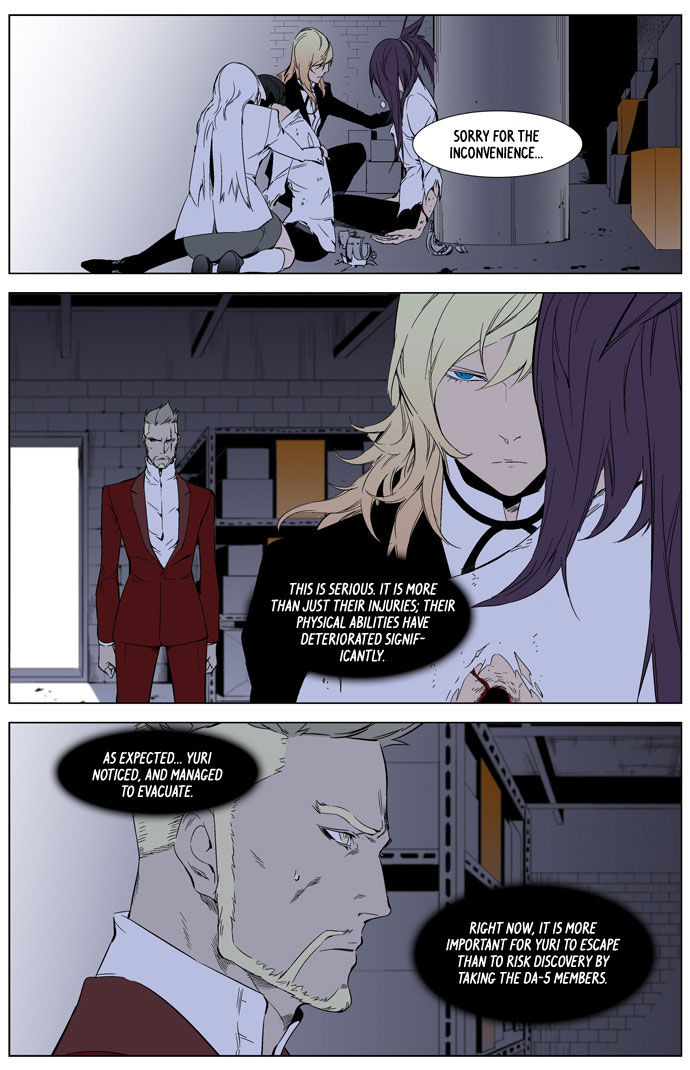 SORRY FOR THE
INCONVENIENCE...
THIS IS SERIOUS. IT IS MORE
THAN JUST THEIR INJURIES; THEIR
PHYSICAL ABILITIES HAVE
DETERIORATED SIGNIF-
ICANTLY.
AS EXPECTED... YURI
NOTICED, AND MANAGED
TO EVACUATE.
RIGHT NOW, IT IS MORE
IMPORTANT FOR YURI TO ESCAPE
THAN TO RISK DISCOVERY BY
TAKING THE DA-5 MEMBERS.